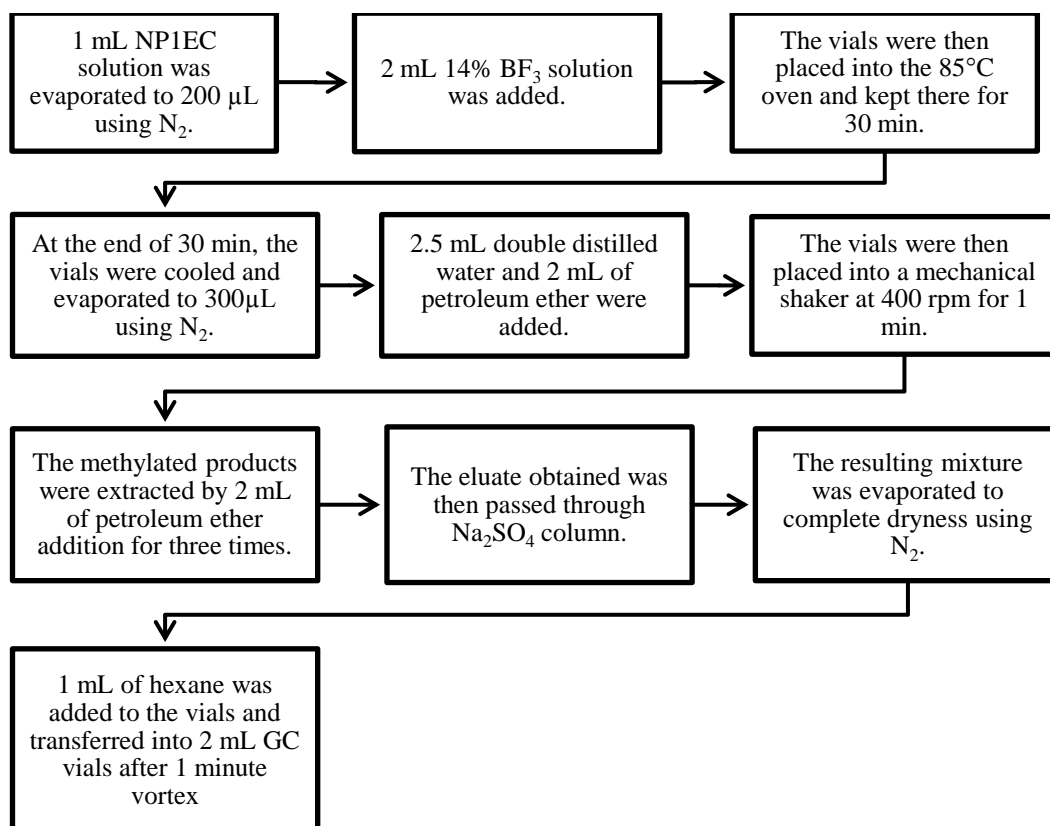 1 mL NP1EC
solution was
evaporated to 200 µL
using N₂.
2 mL 14% BF₃ solution
was added.
The vials were then
placed into the 85°C
oven and kept there for
30 min.
At the end of 30 min, the
vials were cooled and
evaporated to 300µL
using N₂.
2.5 mL double distilled
water and 2 mL of
petroleum ether were
added.
The vials were then
placed into a mechanical
shaker at 400 rpm for 1
min.
The methylated products
were extracted by 2 mL
of petroleum ether
addition for three times.
The eluate obtained was
then passed through
Na₂SO₄ column.
The resulting mixture
was evaporated to
complete dryness using
N₂.
1 mL of hexane was
added to the vials and
transferred into 2 mL GC
vials after 1 minute
vortex